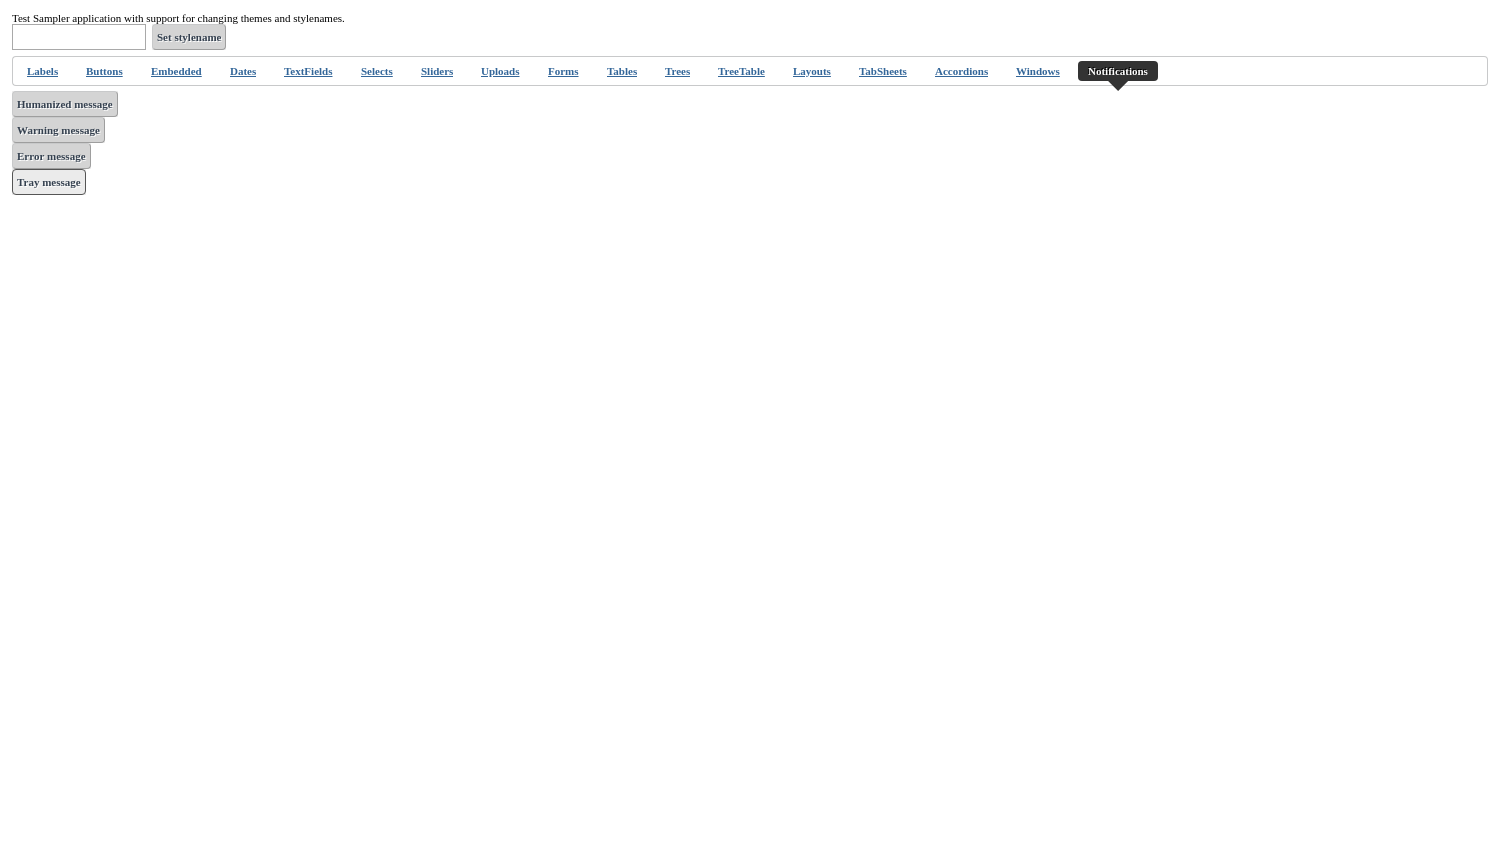 Test Sampler application with support for changing themes and stylenames.
Set stylename
Labels Buttons Embedded Dates TextFields Selects Sliders Uploads Forms Tables Trees TreeTable Layouts TabSheets Accordions Windows Notifications
Humanized message
Warning message
Error message
Tray message